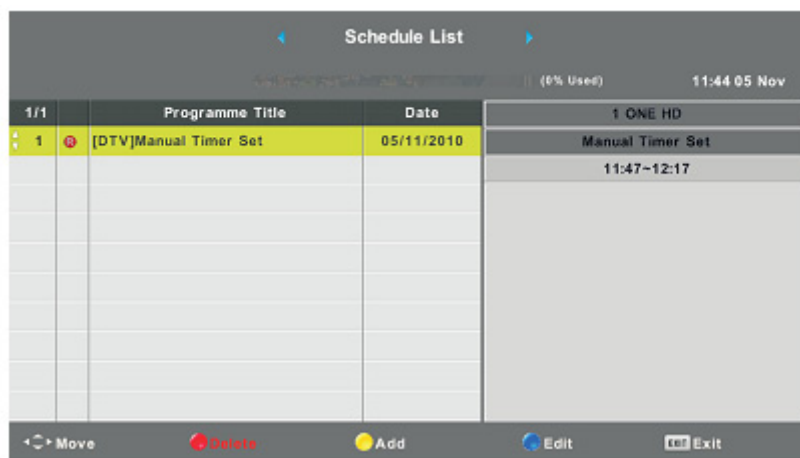 Schedule List
(0% Used) 11:44 05 Nov
1/1 Programme Title Date 1 ONE HD
1 R [DTV]Manual Timer Set 05/11/2010 Manual Timer Set
11:47~12:17
Move Delete Add Edit EXIT Exit